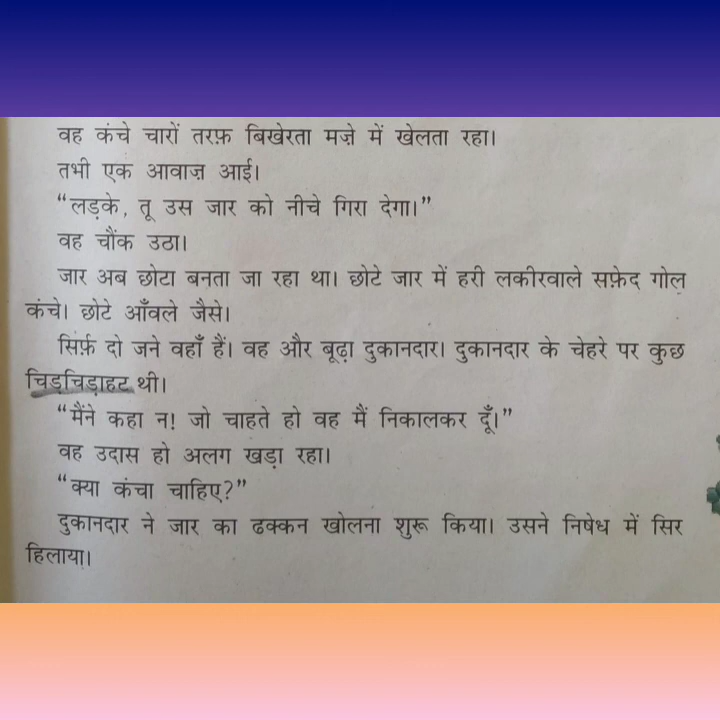 वह कंचे चारों तरफ़ बिखेरता मज़े में खेलता रहा।
तभी एक आवाज़ आई।
“लड़के, तू उस जार को नीचे गिरा देगा।”
वह चौंक उठा।
जार अब छोटा बनता जा रहा था। छोटे जार में हरी लकीरवाले सफ़ेद गोल
कंचे। छोटे आँवले जैसे।
सिर्फ़ दो जने वहाँ हैं। वह और बूढ़ा दुकानदार। दुकानदार के चेहरे पर कुछ
चिड़चिड़ाहट थी।
“मैंने कहा न! जो चाहते हो वह मैं निकालकर दूँ।”
वह उदास हो अलग खड़ा रहा।
“क्या कंचा चाहिए?”
दुकानदार ने जार का ढक्कन खोलना शुरू किया। उसने निषेध में सिर
हिलाया।